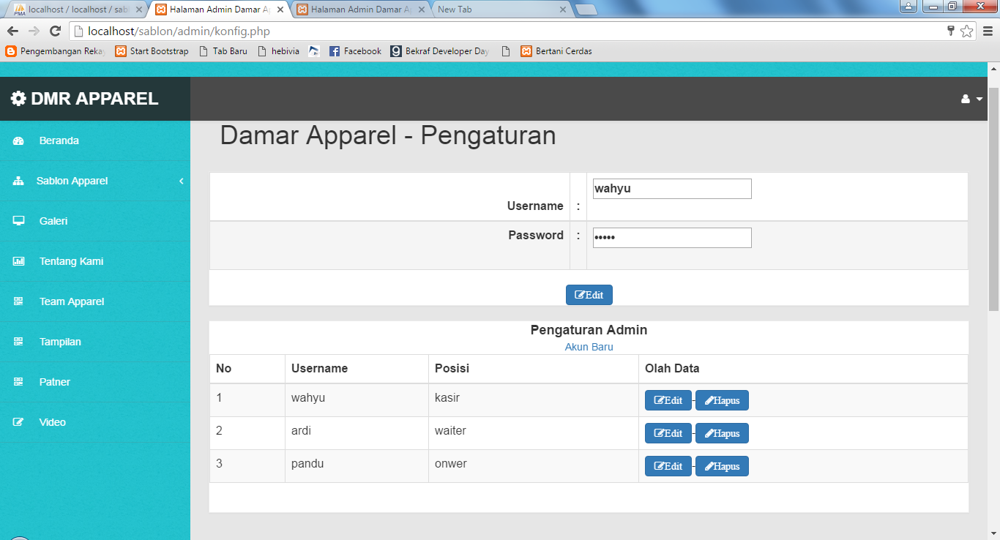 localhost / localhost / sabl
Halaman Admin Damar Ap
Halaman Admin Damar Ap
New Tab
localhost/sablon/admin/konfig.php
Pengembangan Reka
Start Bootstrap
Tab Baru
hebivia
Facebook
Bekraf Developer Day
Bertani Cerdas
DMR APPAREL
Beranda
Sablon Apparel
Galeri
Tentang Kami
Team Apparel
Tampilan
Patner
Video
Damar Apparel - Pengaturan
Username : wahyu
Password : •••••
Edit
Pengaturan Admin
Akun Baru
No Username Posisi Olah Data
1 wahyu kasir Edit - Hapus
2 ardi waiter Edit - Hapus
3 pandu onwer Edit - Hapus